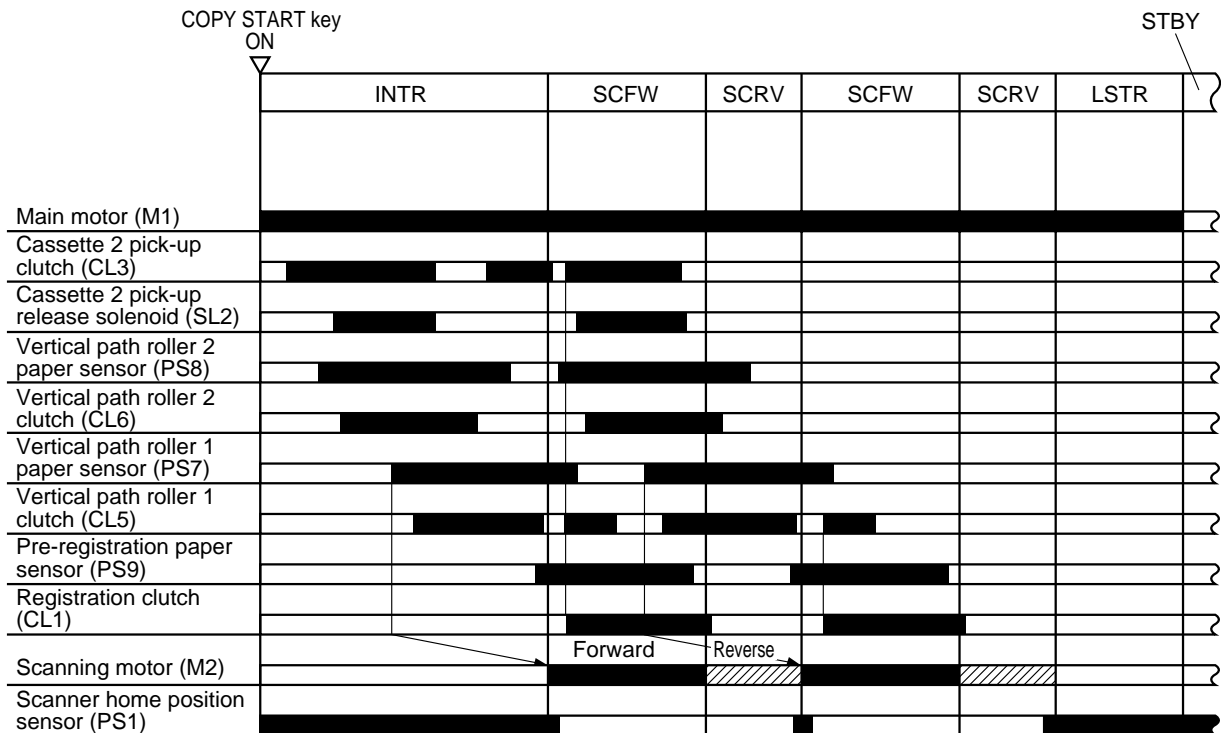 COPY START key
ON
STBY
INTR
SCFW
SCRV
SCFW
SCRV
LSTR
Main motor (M1)
Cassette 2 pick-up
clutch (CL3)
Cassette 2 pick-up
release solenoid (SL2)
Vertical path roller 2
paper sensor (PS8)
Vertical path roller 2
clutch (CL6)
Vertical path roller 1
paper sensor (PS7)
Vertical path roller 1
clutch (CL5)
Pre-registration paper
sensor (PS9)
Registration clutch
(CL1)
Forward
Reverse
Scanning motor (M2)
Scanner home position
sensor (PS1)